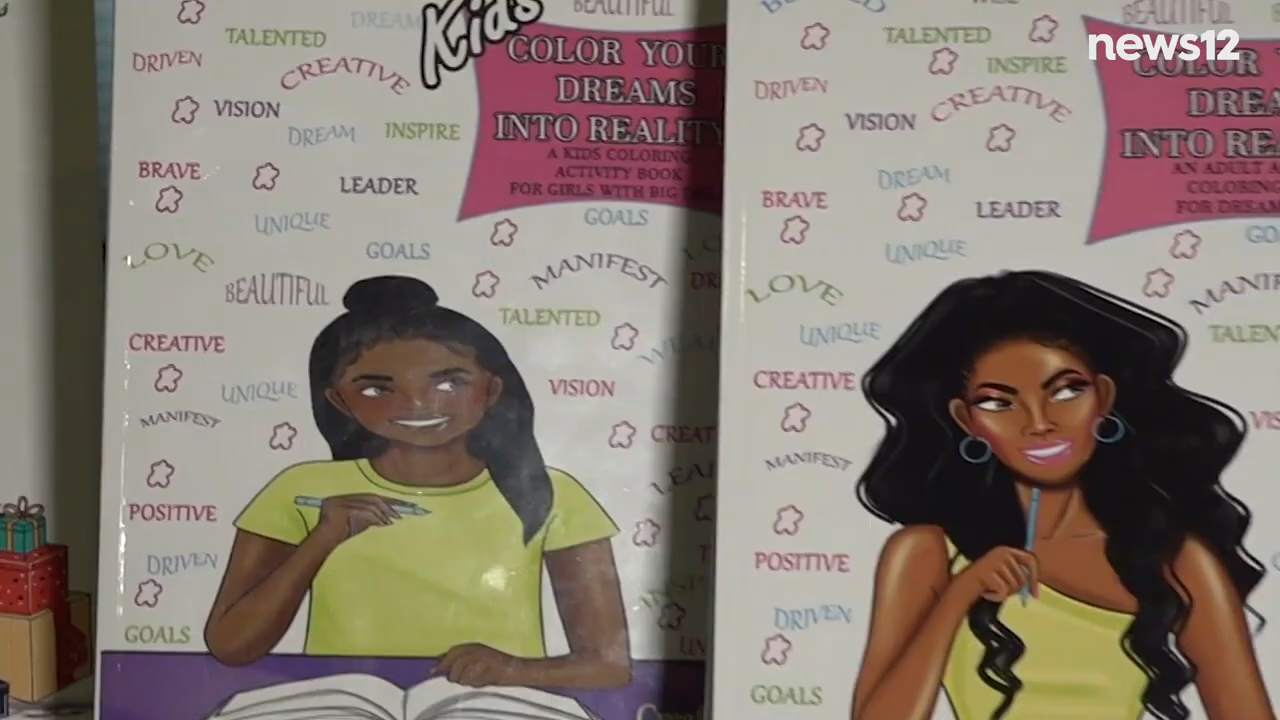 news12
Kids
BEAUTIFUL
DREAM
TALENTED
DRIVEN
CREATIVE
VISION
DREAM
INSPIRE
BRAVE
LEADER
UNIQUE
LOVE
GOALS
BEAUTIFUL
CREATIVE
UNIQUE
MANIFEST
POSITIVE
DRIVEN
GOALS
COLOR YOUR
DREAMS
INTO REALITY
A KIDS COLORING
ACTIVITY BOOK
FOR GIRLS WITH BIG
GOALS
MANIFEST
TALENTED
VISION
BEAUTIFUL
TALENTED
INSPIRE
DRIVEN
CREATIVE
VISION
DREAM
BRAVE
LEADER
UNIQUE
LOVE
UNIQUE
CREATIVE
MANIFEST
POSITIVE
DRIVEN
GOALS
COLOR
INTO
AN ADULT
COLORING